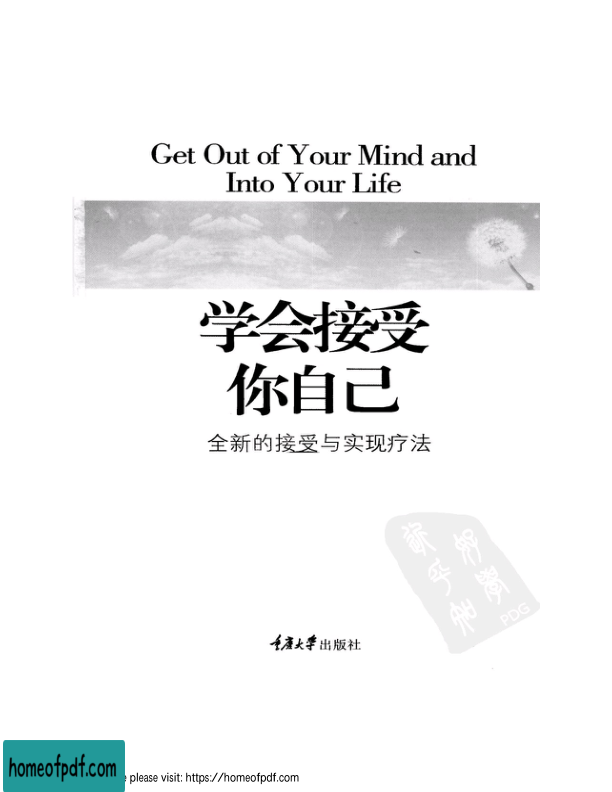 Get Out of Your Mind and
Into Your Life
学会接受
你自己
全新的接受与实现疗法
重庆大学出版社
PDG
homeofpdf.com
e please visit: https://homeofpdf.com